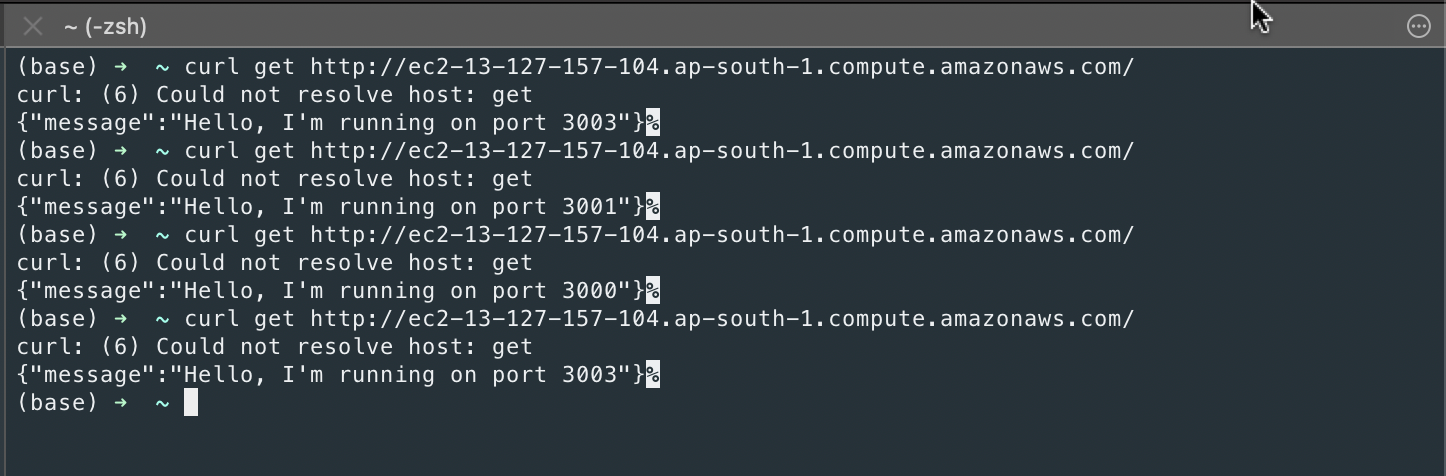 ~ (-zsh)
(base) ➜ ~ curl get http://ec2-13-127-157-104.ap-south-1.compute.amazonaws.com/
curl: (6) Could not resolve host: get
{"message":"Hello, I'm running on port 3003"}%
(base) ➜ ~ curl get http://ec2-13-127-157-104.ap-south-1.compute.amazonaws.com/
curl: (6) Could not resolve host: get
{"message":"Hello, I'm running on port 3001"}%
(base) ➜ ~ curl get http://ec2-13-127-157-104.ap-south-1.compute.amazonaws.com/
curl: (6) Could not resolve host: get
{"message":"Hello, I'm running on port 3000"}%
(base) ➜ ~ curl get http://ec2-13-127-157-104.ap-south-1.compute.amazonaws.com/
curl: (6) Could not resolve host: get
{"message":"Hello, I'm running on port 3003"}%
(base) ➜ ~